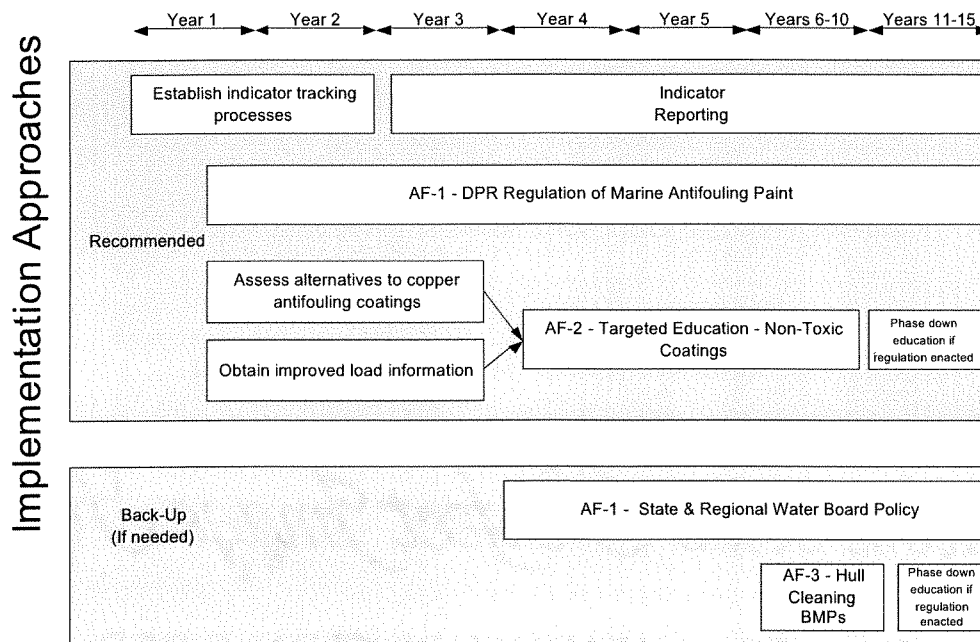 Year 1 Year 2 Year 3 Year 4 Year 5 Years 6-10 Years 11-15
Implementation Approaches
Establish indicator tracking
processes
Indicator
Reporting
AF-1 - DPR Regulation of Marine Antifouling Paint
Recommended
Assess alternatives to copper
antifouling coatings
Obtain improved load information
AF-2 - Targeted Education - Non-Toxic
Coatings
Phase down
education if
regulation enacted
Back-Up
(If needed)
AF-1 - State & Regional Water Board Policy
AF-3 - Hull
Cleaning
BMPs
Phase down
education if
regulation
enacted